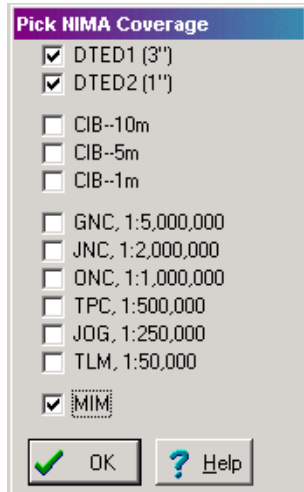 Pick NIMA Coverage
DTED1 (3")
DTED2 (1")
CIB--10m
CIB--5m
CIB--1m
GNC, 1:5,000,000
JNC, 1:2,000,000
ONC, 1:1,000,000
TPC, 1:500,000
JOG, 1:250,000
TLM, 1:50,000
MIM
OK
? Help